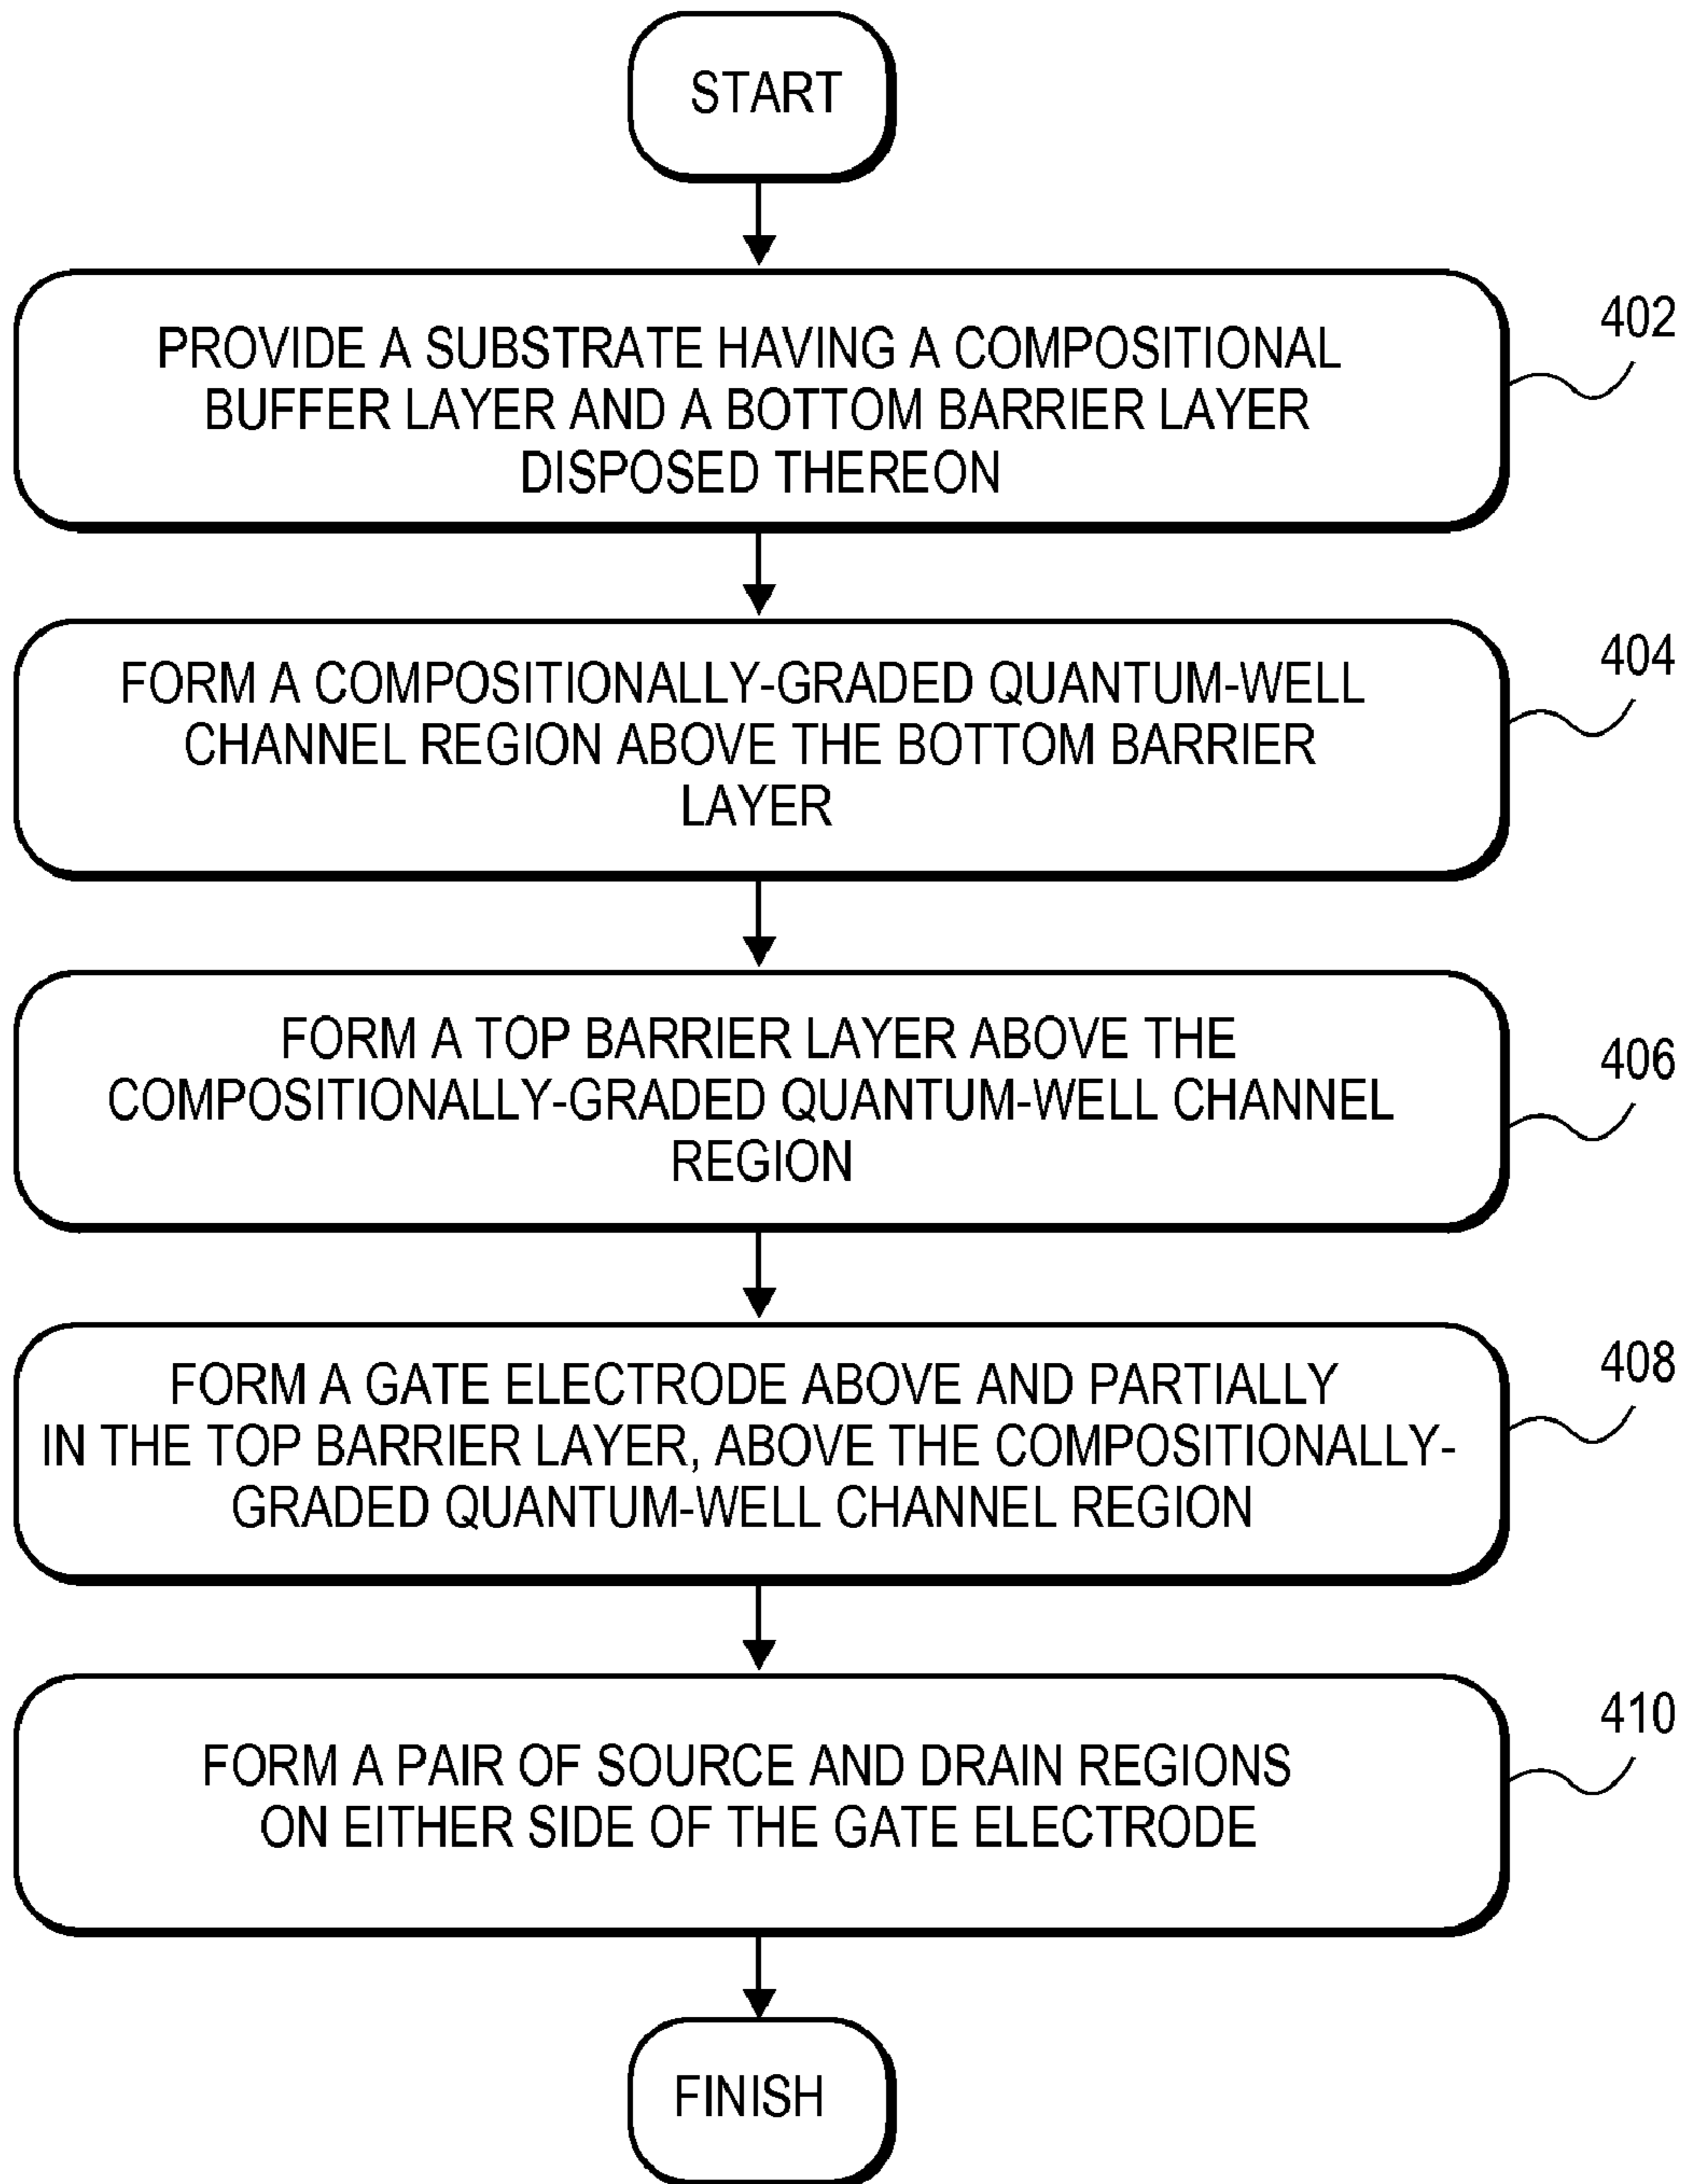 START
PROVIDE A SUBSTRATE HAVING A COMPOSITIONAL
BUFFER LAYER AND A BOTTOM BARRIER LAYER
DISPOSED THEREON
402
FORM A COMPOSITIONALLY-GRADED QUANTUM-WELL
CHANNEL REGION ABOVE THE BOTTOM BARRIER
LAYER
404
FORM A TOP BARRIER LAYER ABOVE THE
COMPOSITIONALLY-GRADED QUANTUM-WELL CHANNEL
REGION
406
FORM A GATE ELECTRODE ABOVE AND PARTIALLY
IN THE TOP BARRIER LAYER, ABOVE THE COMPOSITIONALLY-
GRADED QUANTUM-WELL CHANNEL REGION
408
FORM A PAIR OF SOURCE AND DRAIN REGIONS
ON EITHER SIDE OF THE GATE ELECTRODE
410
FINISH